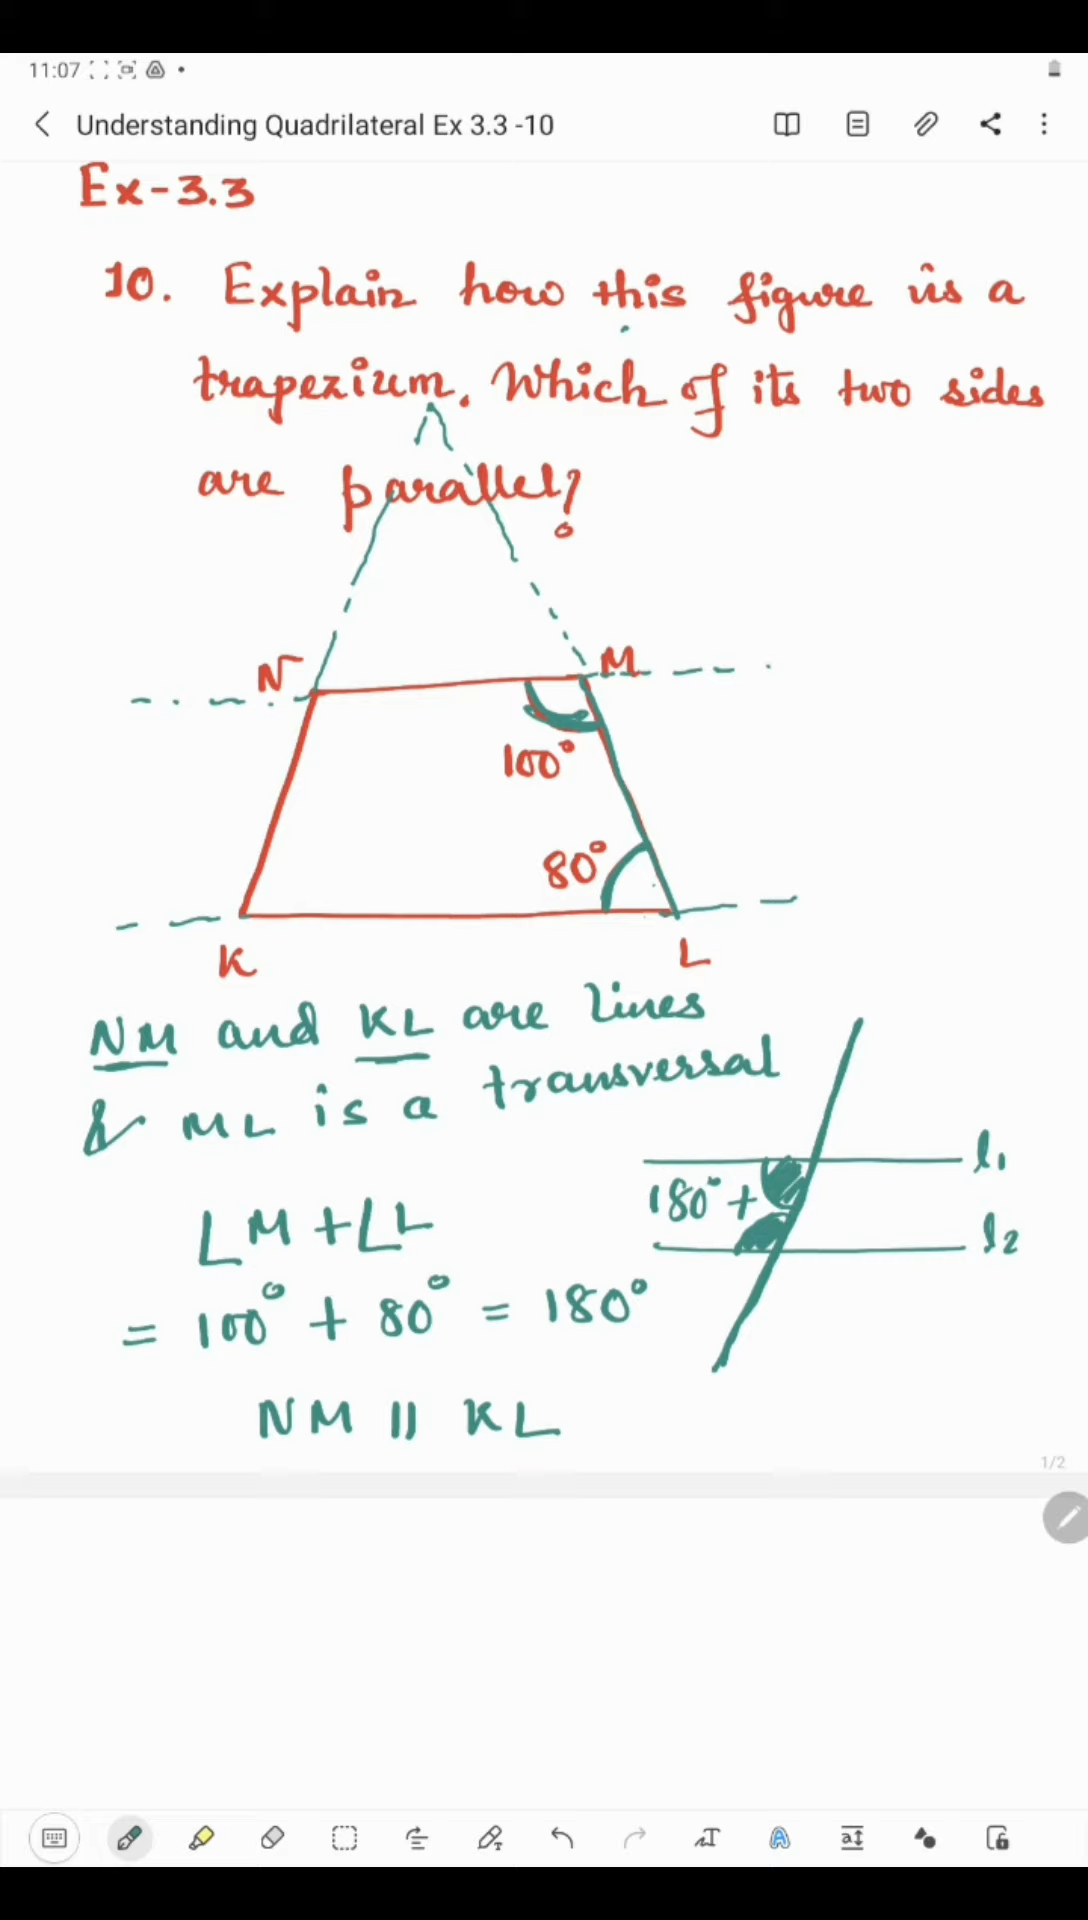 11:07
Understanding Quadrilateral Ex 3.3 -10
Ex-3.3
10. Explain how this figure is a
trapezium. Which of its two sides
are parallel?
N M
100°
80°
K L
NM and KL are lines
& ML is a transversal
l₁
180° +
l₂
∠M + ∠L
= 100° + 80° = 180°
NM || KL
1/2